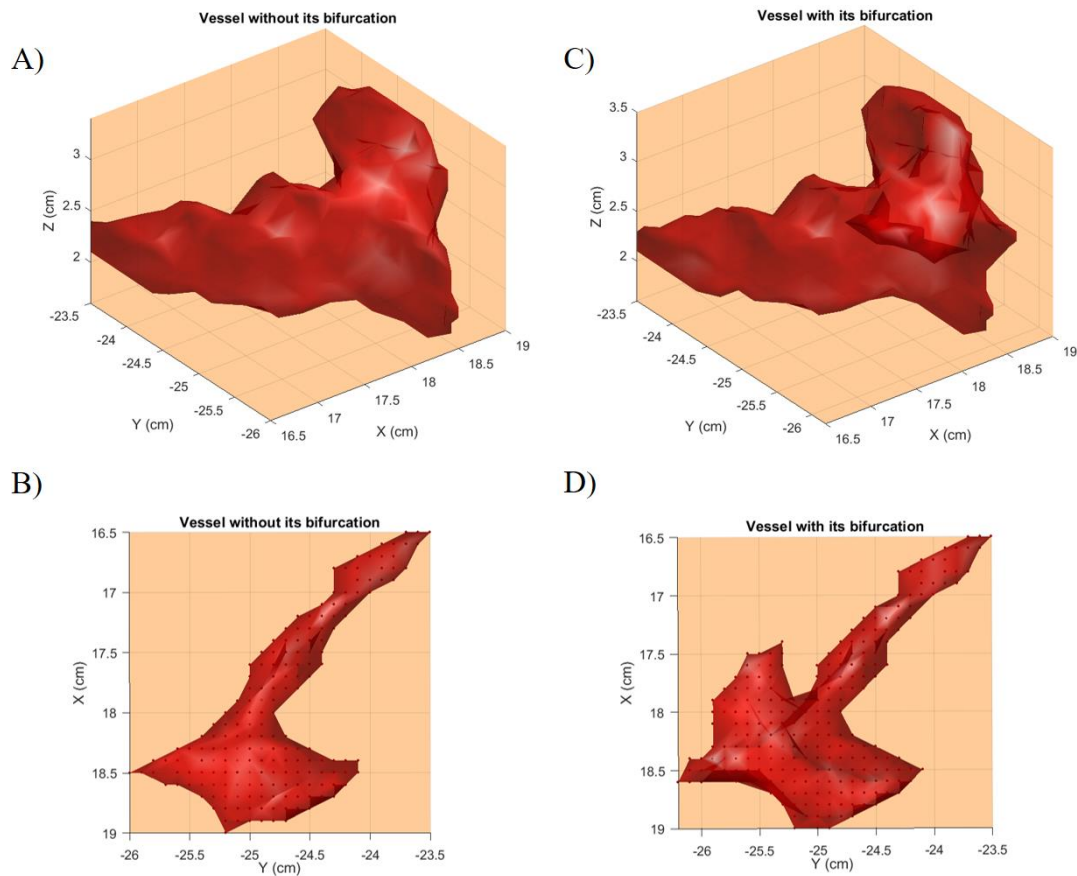 Vessel without its bifurcation
A)
3
2.5
2
Z (cm)
-23.5
-24
-24.5
-25
-25.5
-26
Y (cm)
16.5
17
17.5
18
18.5
19
X (cm)
Vessel with its bifurcation
C)
3.5
3
2.5
2
Z (cm)
-23.5
-24
-24.5
-25
-25.5
-26
Y (cm)
16.5
17
17.5
18
18.5
19
X (cm)
B)
Vessel without its bifurcation
16.5
17
17.5
18
18.5
19
X (cm)
-26 -25.5 -25 -24.5 -24 -23.5
Y (cm)
D)
Vessel with its bifurcation
16.5
17
17.5
18
18.5
19
X (cm)
-26 -25.5 -25 -24.5 -24 -23.5
Y (cm)